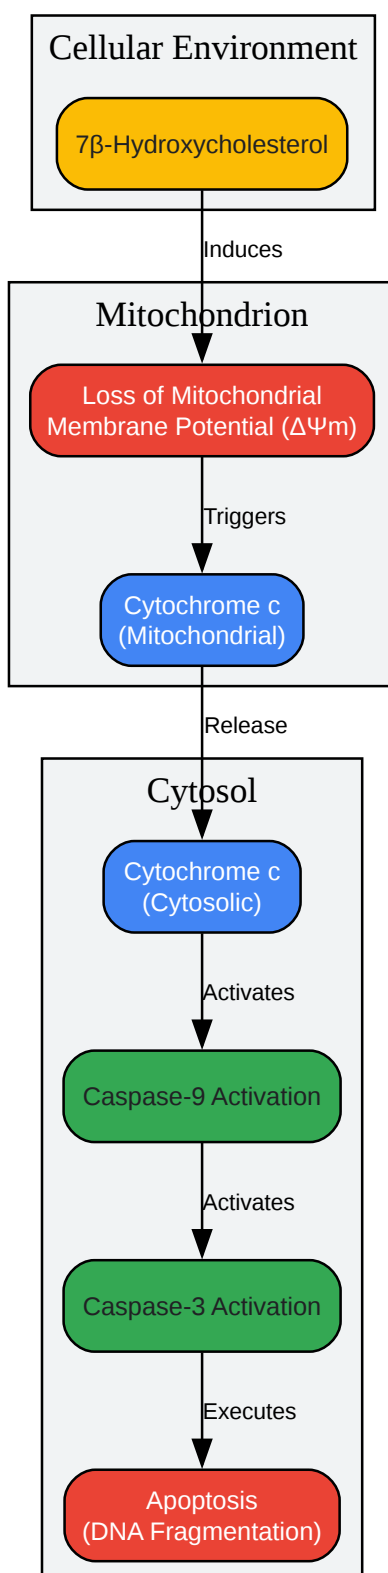 Cellular Environment
7β-Hydroxycholesterol
Induces
Mitochondrion
Loss of Mitochondrial
Membrane Potential (ΔΨm)
Triggers
Cytochrome c
(Mitochondrial)
Release
Cytosol
Cytochrome c
(Cytosolic)
Activates
Caspase-9 Activation
Activates
Caspase-3 Activation
Executes
Apoptosis
(DNA Fragmentation)